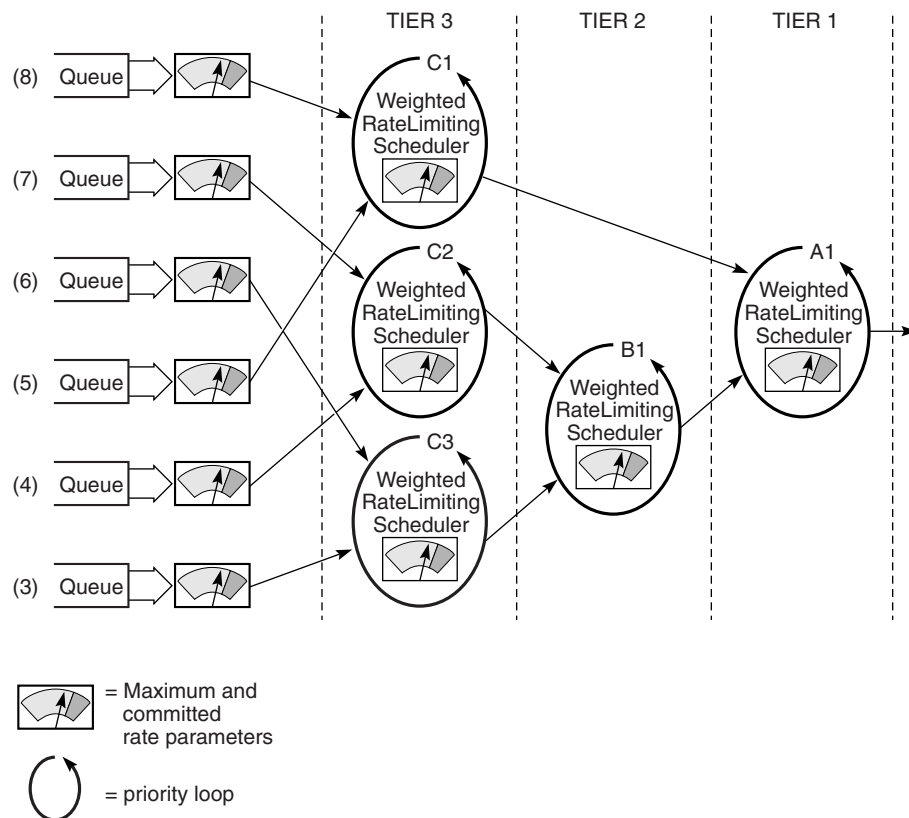 TIER 3
TIER 2
TIER 1
(8)
Queue
(7)
Queue
(6)
Queue
(5)
Queue
(4)
Queue
(3)
Queue
C1
Weighted
RateLimiting
Scheduler
C2
Weighted
RateLimiting
Scheduler
C3
Weighted
RateLimiting
Scheduler
B1
Weighted
RateLimiting
Scheduler
A1
Weighted
RateLimiting
Scheduler
= Maximum and
committed
rate parameters
= priority loop